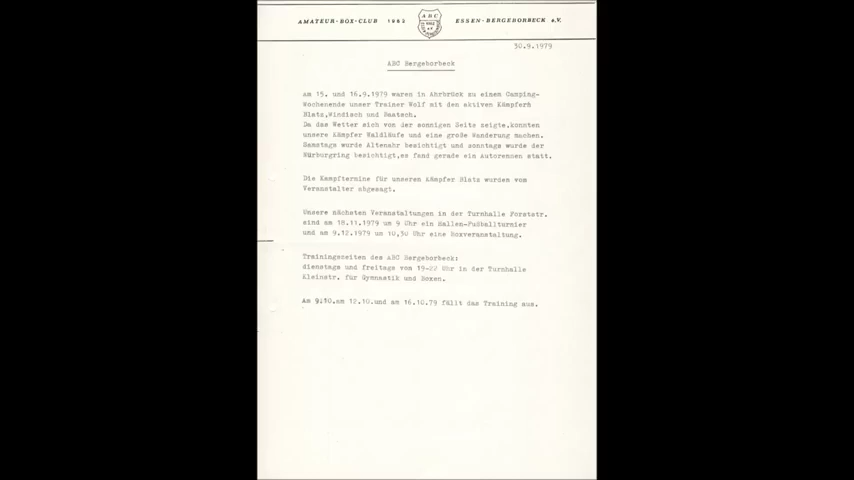 AMATEUR-BOX-CLUB 1962 ABC ESSEN-BERGEBORBECK e.V.
30.9.1979
ABC Bergeborbeck
Am 15. und 16.9.1979 waren in Ahrbrück zu einem Camping-
Wochenende unser Trainer Wolf mit den aktiven Kämpfern
Blatz,Windisch und Baatsch.
Da das Wetter sich von der sonnigen Seite zeigte,konnten
unsere Kämpfer Waldläufe und eine große Wanderung machen.
Samstags wurde Altenahr besichtigt und sonntags wurde der
Nürburgring besichtigt,es fand gerade ein Autorennen statt.
Die Kampftermine für unseren Kämpfer Blatz wurden vom
Veranstalter abgesagt.
Unsere nächsten Veranstaltungen in der Turnhalle Forststr.
sind am 18.11.1979 um 9 Uhr ein Hallen-Fußballturnier
und am 9.12.1979 um 10,30 Uhr eine Boxveranstaltung.
Trainingszeiten des ABC Bergeborbeck:
dienstags und freitags vom 19-22 Uhr in der Turnhalle
Kleinstr. für Gymnastik und Boxen.
Am 9.10.am 12.10.und am 16.10.79 fällt das Training aus.